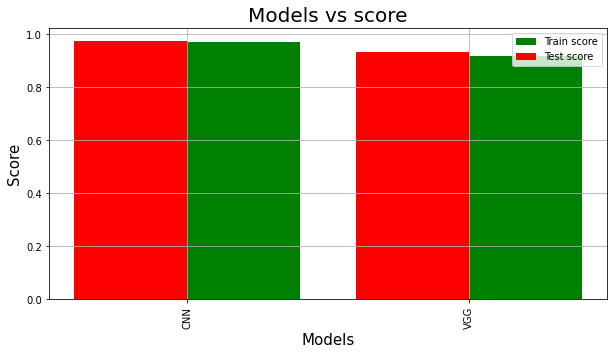 Models vs score
Train score
Test score
1.0
0.8
0.6
0.4
0.2
0.0
Score
CNN
VGG
Models